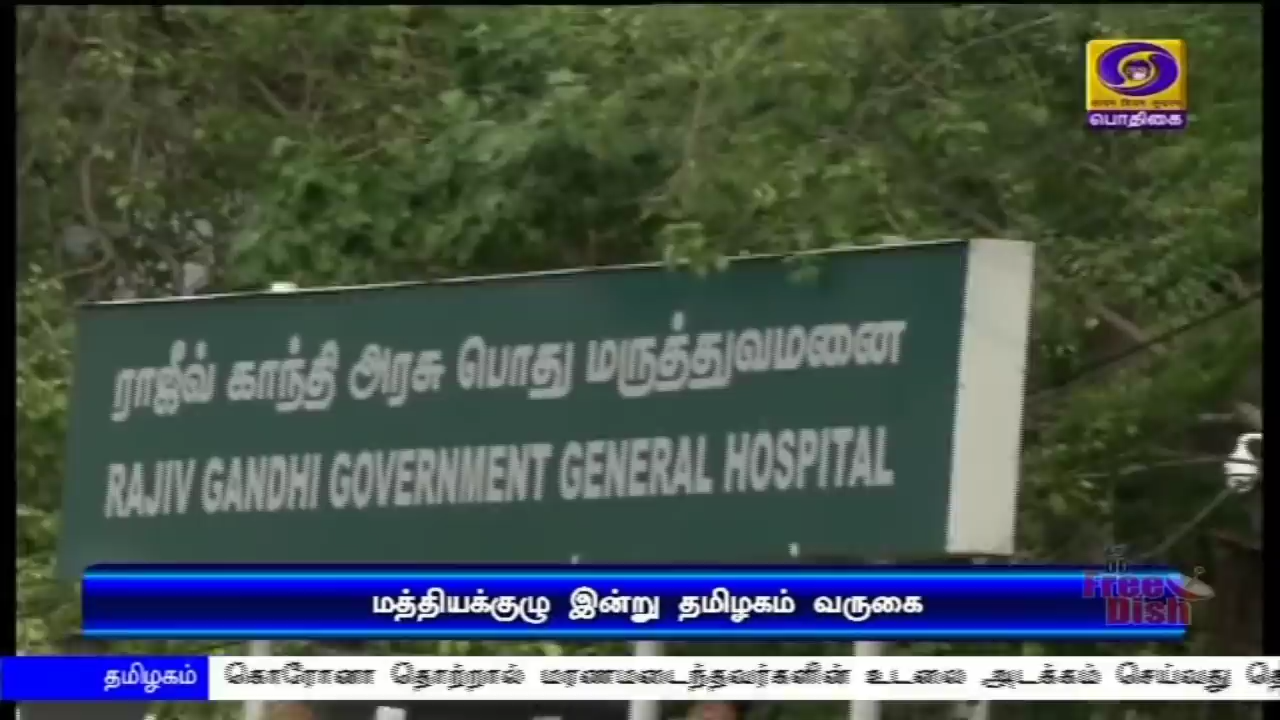 பொதிகை
ராஜீவ் காந்தி அரசு பொது மருத்துவமனை
RAJIV GANDHI GOVERNMENT GENERAL HOSPITAL
மத்தியக்குழு இன்று தமிழகம் வருகை
Free Dish
தமிழகம் கொரோனா தொற்றால் மரணமடைந்தவர்களின் உடலை அடக்கம் செய்வது